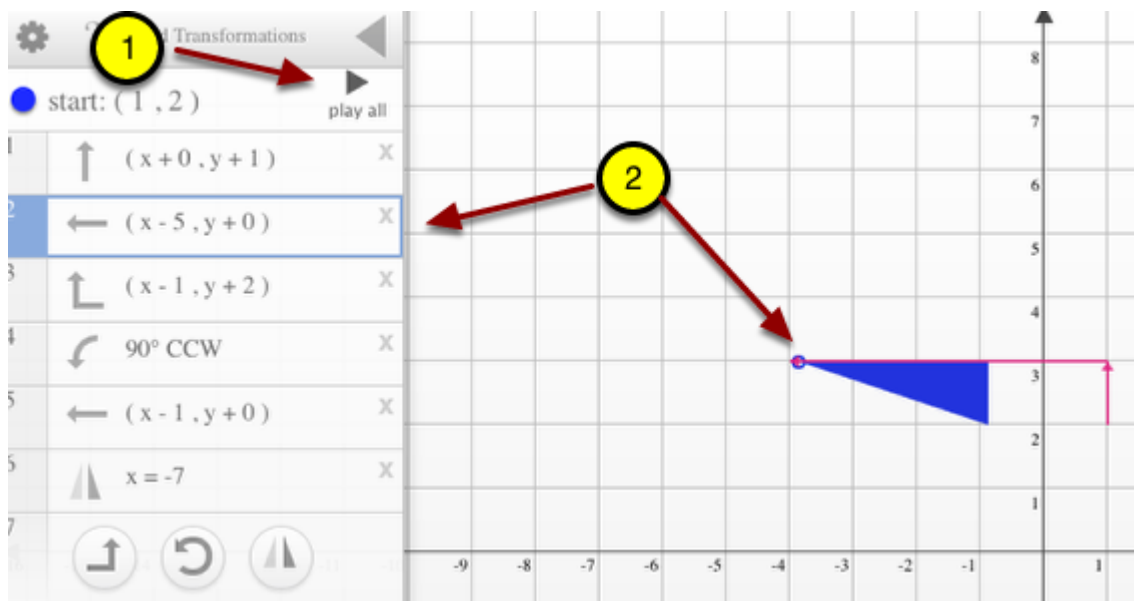 1
d Transformations
start: ( 1 , 2 )
play all
1
( x + 0 , y + 1 )
x
2
( x - 5 , y + 0 )
x
3
( x - 1 , y + 2 )
x
4
90° CCW
x
5
( x - 1 , y + 0 )
x
6
x = -7
x
7
2
8
7
6
5
4
3
2
1
-9
-8
-7
-6
-5
-4
-3
-2
-1
1